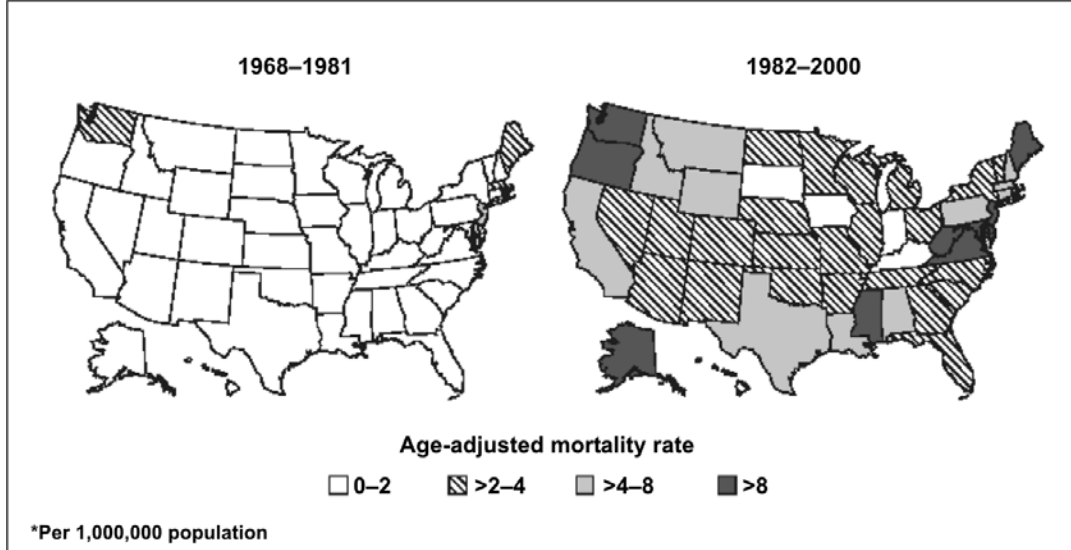 1968–1981
1982–2000
Age-adjusted mortality rate
0–2 >2–4 >4–8 >8
*Per 1,000,000 population